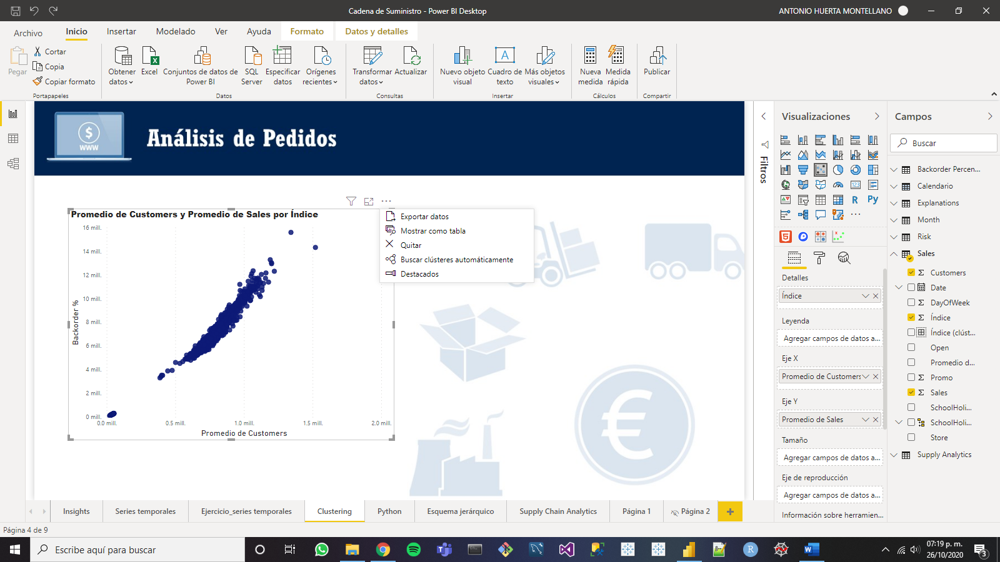 Cadena de Suministro - Power BI Desktop
ANTONIO HUERTA MONTELLANO
Archivo
Inicio
Insertar
Modelado
Ver
Ayuda
Formato
Datos y detalles
Pegar
Cortar
Copia
Copiar formato
Portapapeles
Obtener
datos
Excel
Conjuntos de datos de
Power BI
SQL
Server
Especificar
datos
Orígenes
recientes
Datos
Transformar
datos
Actualizar
Consultas
Nuevo objeto
visual
Cuadro de
texto
Más objetos
visuales
Insertar
Nueva
medida
Medida
rápida
Cálculos
Publicar
Compartir
$
WWW
Análisis de Pedidos
Promedio de Customers y Promedio de Sales por Índice
16 mill.
14 mill.
12 mill.
10 mill.
8 mill.
6 mill.
4 mill.
2 mill.
0 mill.
Backorder %
0.0 mill.
0.5 mill.
1.0 mill.
1.5 mill.
2.0 mill.
Promedio de Customers
Exportar datos
Mostrar como tabla
Quitar
Buscar clústeres automáticamente
Destacados
€
Filtros
Visualizaciones
R
Py
Detalles
Índice
Leyenda
Agregar campos de datos a...
Eje X
Promedio de Customers
Eje Y
Promedio de Sales
Tamaño
Agregar campos de datos a...
Eje de reproducción
Agregar campos de datos a...
Información sobre herramien...
Campos
Buscar
Backorder Percen...
Calendario
Explanations
Month
Risk
Sales
Customers
Date
DayOfWeek
Índice
Índice (clúst...
Open
Promedio d...
Promo
Sales
SchoolHoli...
SchoolHoli...
Store
Supply Analytics
Insights
Series temporales
Ejercicio_series temporales
Clustering
Python
Esquema jerárquico
Supply Chain Analytics
Página 1
Página 2
Página 4 de 9
Escribe aquí para buscar
07:19 p. m.
26/10/2020
3